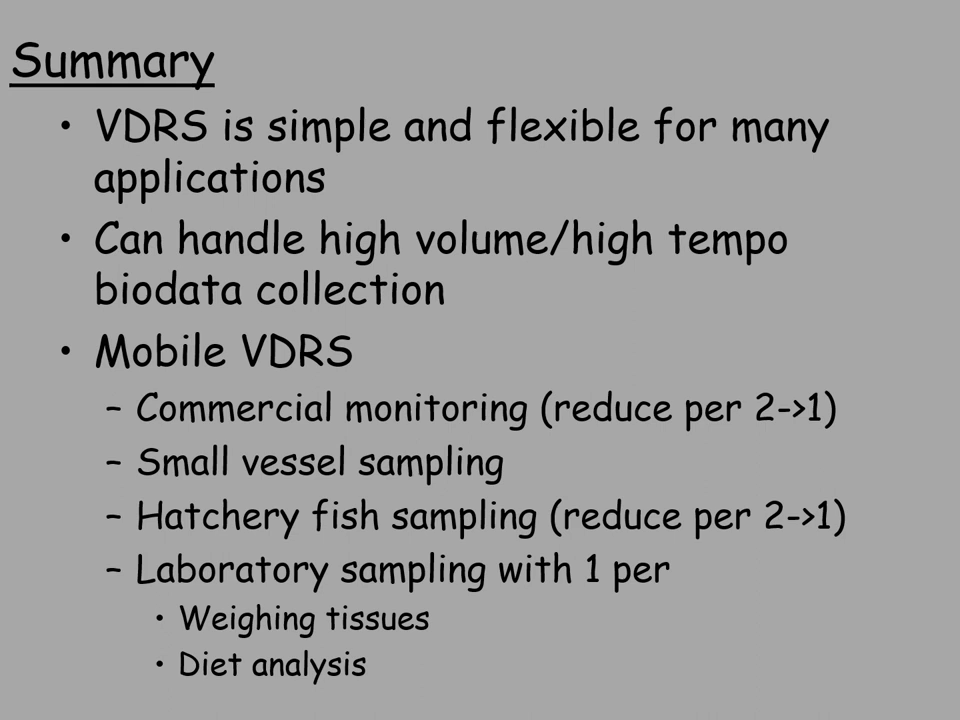 Summary
• VDRS is simple and flexible for many
applications
• Can handle high volume/high tempo
biodata collection
• Mobile VDRS
– Commercial monitoring (reduce per 2->1)
– Small vessel sampling
– Hatchery fish sampling (reduce per 2->1)
– Laboratory sampling with 1 per
• Weighing tissues
• Diet analysis